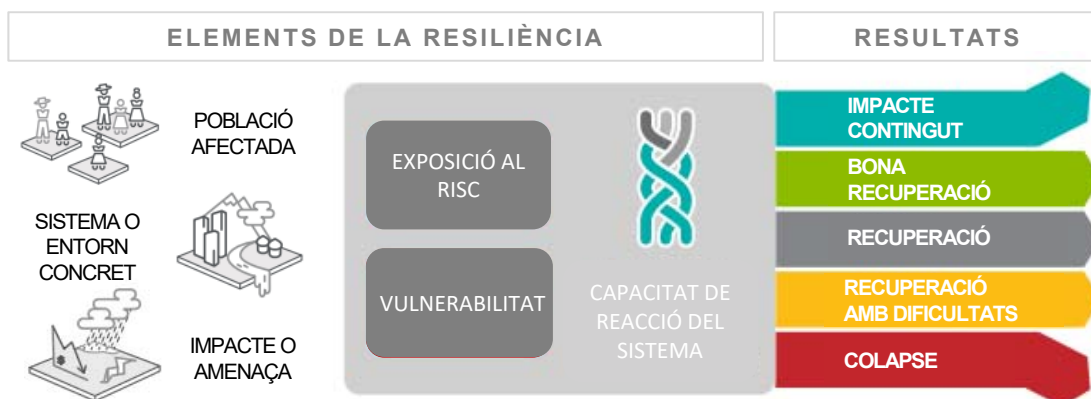 ELEMENTS DE LA RESILIÈNCIA
RESULTATS
POBLACIÓ
AFECTADA
SISTEMA O
ENTORN
CONCRET
IMPACTE O
AMENAÇA
EXPOSICIÓ AL
RISC
VULNERABILITAT
CAPACITAT DE
REACCIÓ DEL
SISTEMA
IMPACTE
CONTINGUT
BONA
RECUPERACIÓ
RECUPERACIÓ
RECUPERACIÓ
AMB DIFICULTATS
COLAPSE